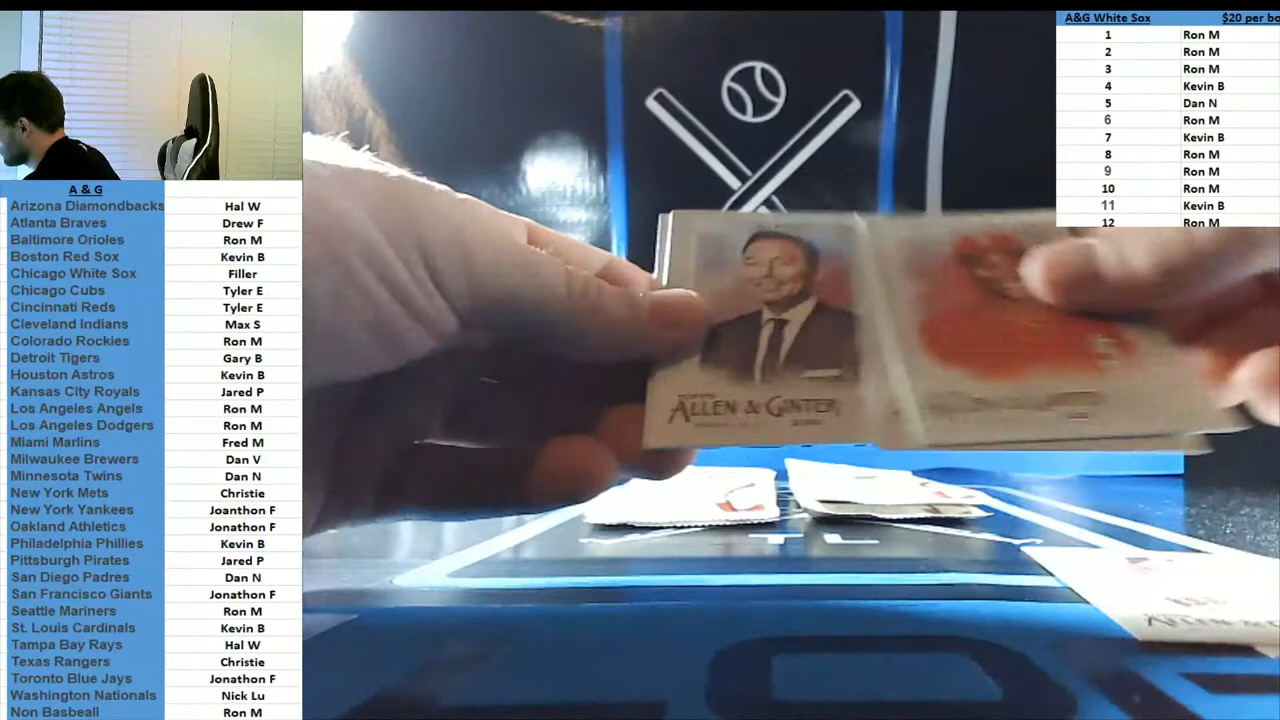 A&G White Sox $20 per bo
1 Ron M
2 Ron M
3 Ron M
4 Kevin B
5 Dan N
6 Ron M
7 Kevin B
8 Ron M
9 Ron M
10 Ron M
11 Kevin B
12 Ron M
A & G
Arizona Diamondbacks Hal W
Atlanta Braves Drew F
Baltimore Orioles Ron M
Boston Red Sox Kevin B
Chicago White Sox Filler
Chicago Cubs Tyler E
Cincinnati Reds Tyler E
Cleveland Indians Max S
Colorado Rockies Ron M
Detroit Tigers Gary B
Houston Astros Kevin B
Kansas City Royals Jared P
Los Angeles Angels Ron M
Los Angeles Dodgers Ron M
Miami Marlins Fred M
Milwaukee Brewers Dan V
Minnesota Twins Dan N
New York Mets Christie
New York Yankees Joanthon F
Oakland Athletics Jonathon F
Philadelphia Phillies Kevin B
Pittsburgh Pirates Jared P
San Diego Padres Dan N
San Francisco Giants Jonathon F
Seattle Mariners Ron M
St. Louis Cardinals Kevin B
Tampa Bay Rays Hal W
Texas Rangers Christie
Toronto Blue Jays Jonathon F
Washington Nationals Nick Lu
Non Basbeall Ron M
TOPPS
ALLEN & GINTER